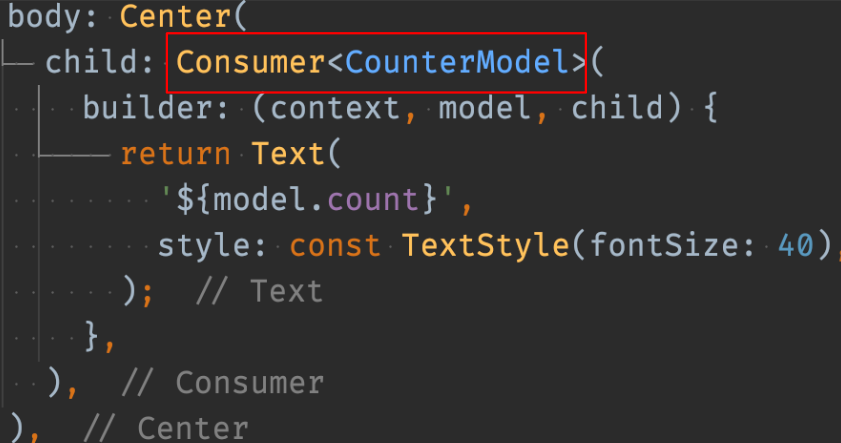 body: Center(
child: Consumer<CounterModel>(
builder: (context, model, child) {
return Text(
'${model.count}',
style: const TextStyle(fontSize: 40),
); // Text
},
), // Consumer
), // Center